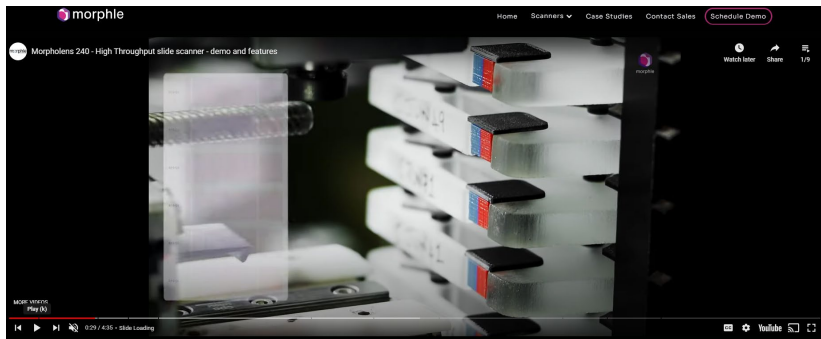 morphle
Home Scanners Case Studies Contact Sales Schedule Demo
morphle
Morpholens 240 - High Throughput slide scanner - demo and features
Watch later Share 1/9
morphle
MORE VIDEOS
Play (k)
0:29 / 4:35 • Slide Loading
CC YouTube